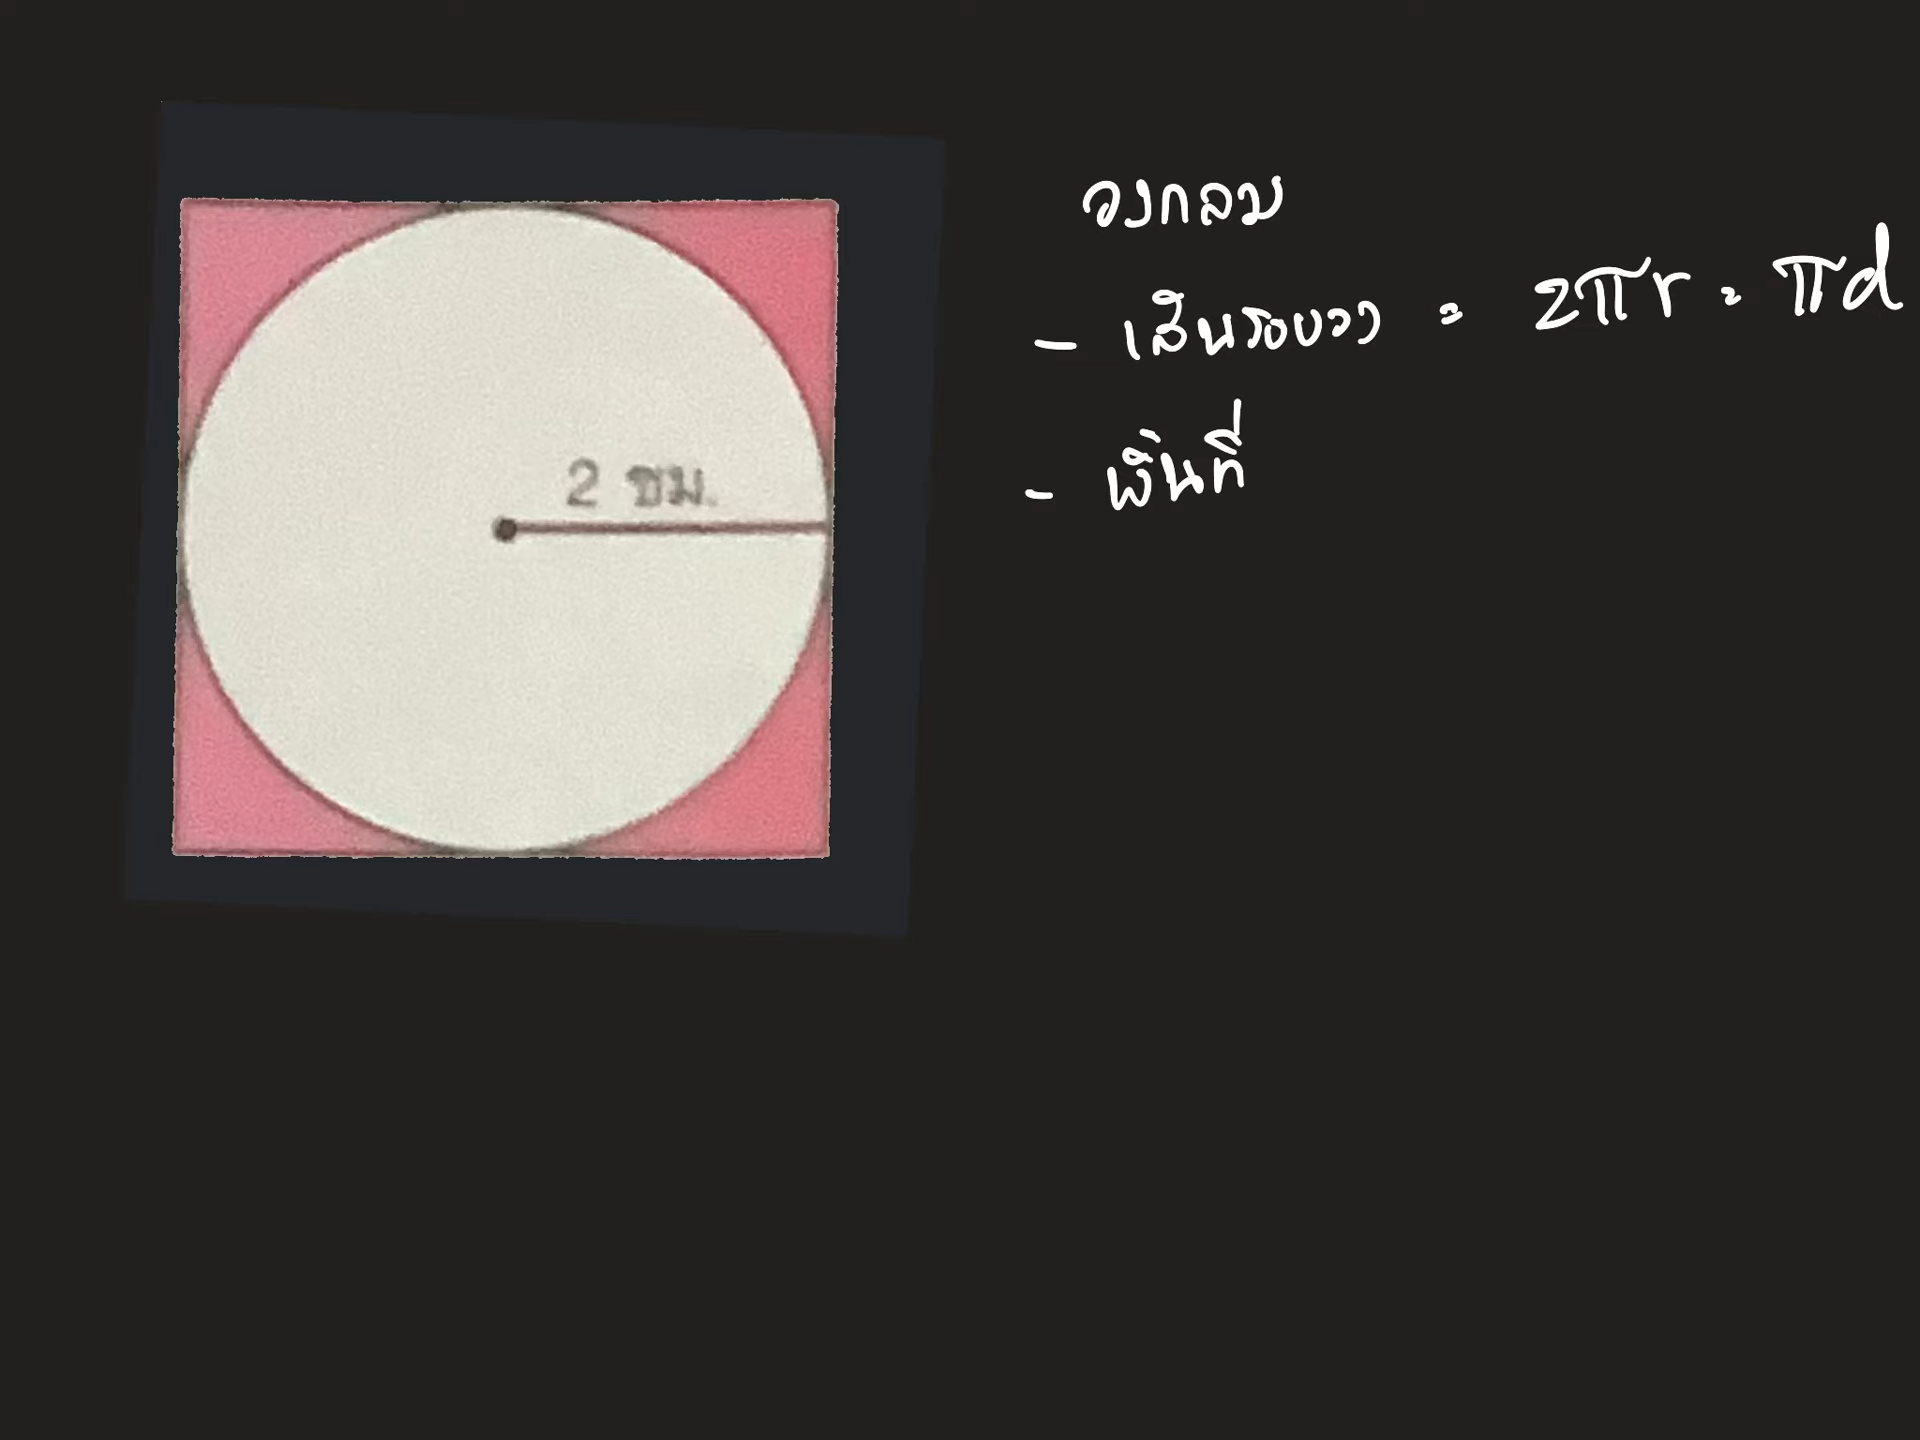 2 ซม.
วงกลม
- เส้นรอบวง = 2πr = πd
- พื้นที่